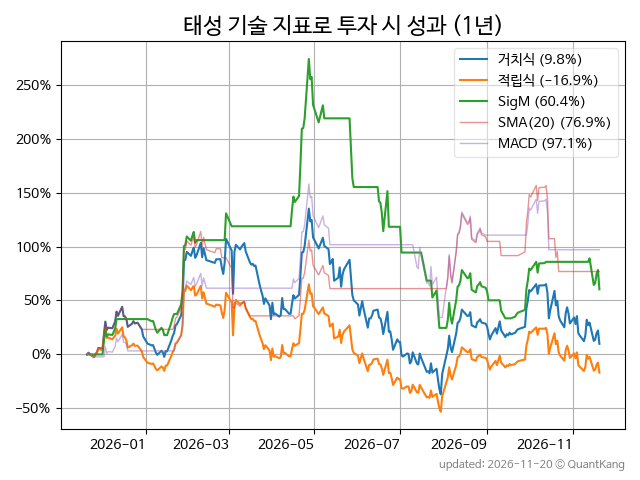 태성 기술 지표로 투자 시 성과 (1년)
거치식 (9.8%)
적립식 (-16.9%)
SigM (60.4%)
SMA(20) (76.9%)
MACD (97.1%)
250%
200%
150%
100%
50%
0%
−50%
2026-01
2026-03
2026-05
2026-07
2026-09
2026-11
updated: 2026-11-20 © QuantKang